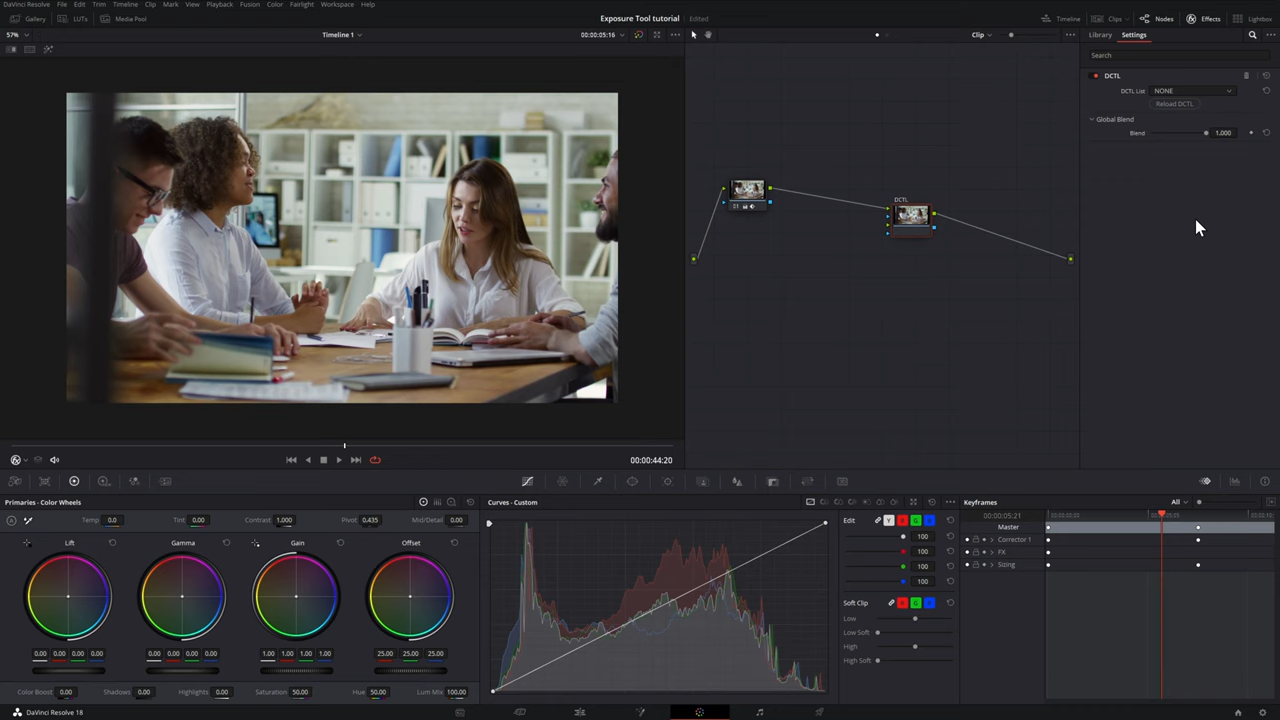 DaVinci Resolve File Edit Trim Timeline Clip Mark View Playback Fusion Color Fairlight Workspace Help
Gallery LUTs Media Pool Exposure Tool tutorial Edited Timeline Clips Nodes Effects Lightbox
57% Timeline 1 00:00:05:16 Clip Library Settings
Search
DCTL
DCTL List NONE
Reload DCTL
Global Blend
Blend 1.000
DCTL
00:00:44:20
Primaries - Color Wheels Curves - Custom Keyframes All
Temp 0.0 Tint 0.00 Contrast 1.000 Pivot 0.435 Mid/Detail 0.00
Edit Y R G B
00:00:05:21
Master
Lift Gamma Gain Offset
100
Corrector 1
100
FX
100
Sizing
100
Soft Clip R G B
Low
Low Soft
High
High Soft
0.00 0.00 0.00 0.00 0.00 0.00 0.00 0.00 1.00 1.00 1.00 1.00 25.00 25.00 25.00
Color Boost 0.00 Shadows 0.00 Highlights 0.00 Saturation 50.00 Hue 50.00 Lum Mix 100.00
DaVinci Resolve 18